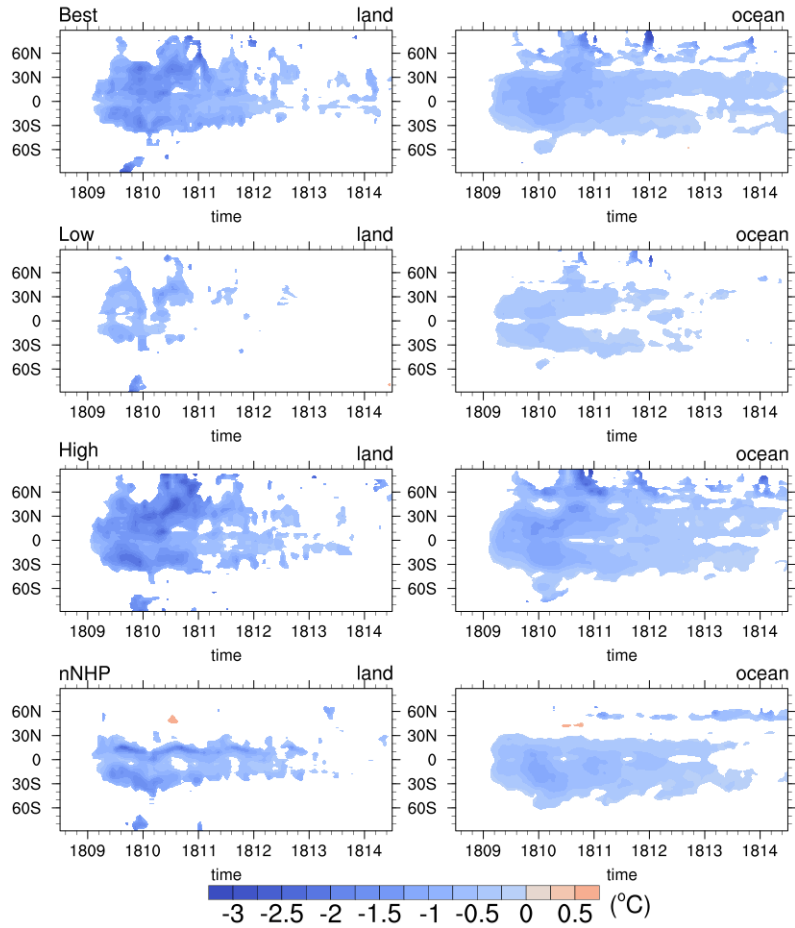 Best land ocean
60N 60N
30N 30N
0 0
30S 30S
60S 60S
1809 1810 1811 1812 1813 1814 1809 1810 1811 1812 1813 1814
time time
Low land ocean
60N 60N
30N 30N
0 0
30S 30S
60S 60S
1809 1810 1811 1812 1813 1814 1809 1810 1811 1812 1813 1814
time time
High land ocean
60N 60N
30N 30N
0 0
30S 30S
60S 60S
1809 1810 1811 1812 1813 1814 1809 1810 1811 1812 1813 1814
time time
nNHP land ocean
60N 60N
30N 30N
0 0
30S 30S
60S 60S
1809 1810 1811 1812 1813 1814 1809 1810 1811 1812 1813 1814
time time
-3 -2.5 -2 -1.5 -1 -0.5 0 0.5 (°C)